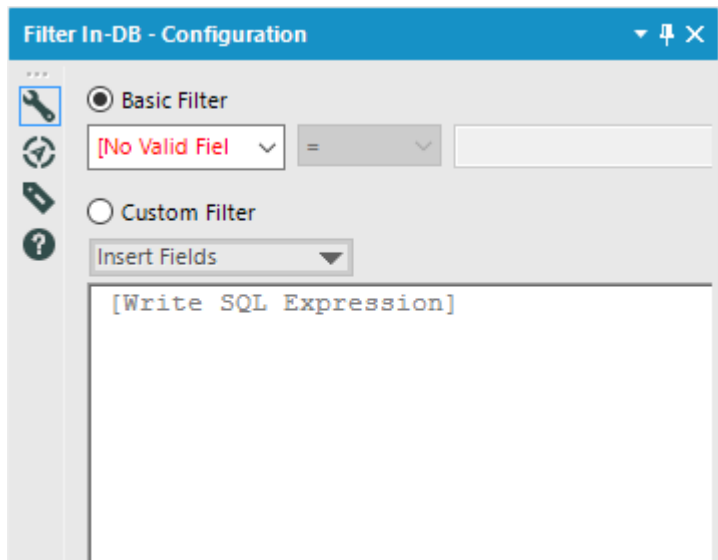 Filter In-DB - Configuration
Basic Filter
[No Valid Fiel
=
Custom Filter
Insert Fields
[Write SQL Expression]